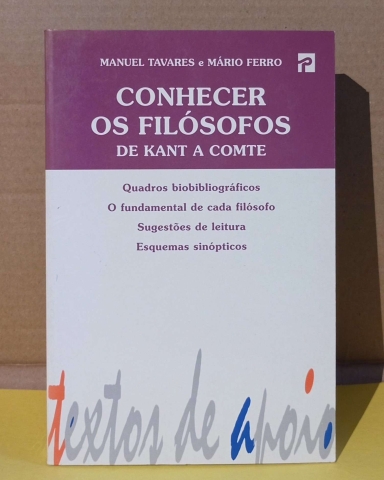 MANUEL TAVARES e MÁRIO FERRO
P
CONHECER
OS FILÓSOFOS
DE KANT A COMTE
Quadros biobibliográficos
O fundamental de cada filósofo
Sugestões de leitura
Esquemas sinópticos
textos de apoio